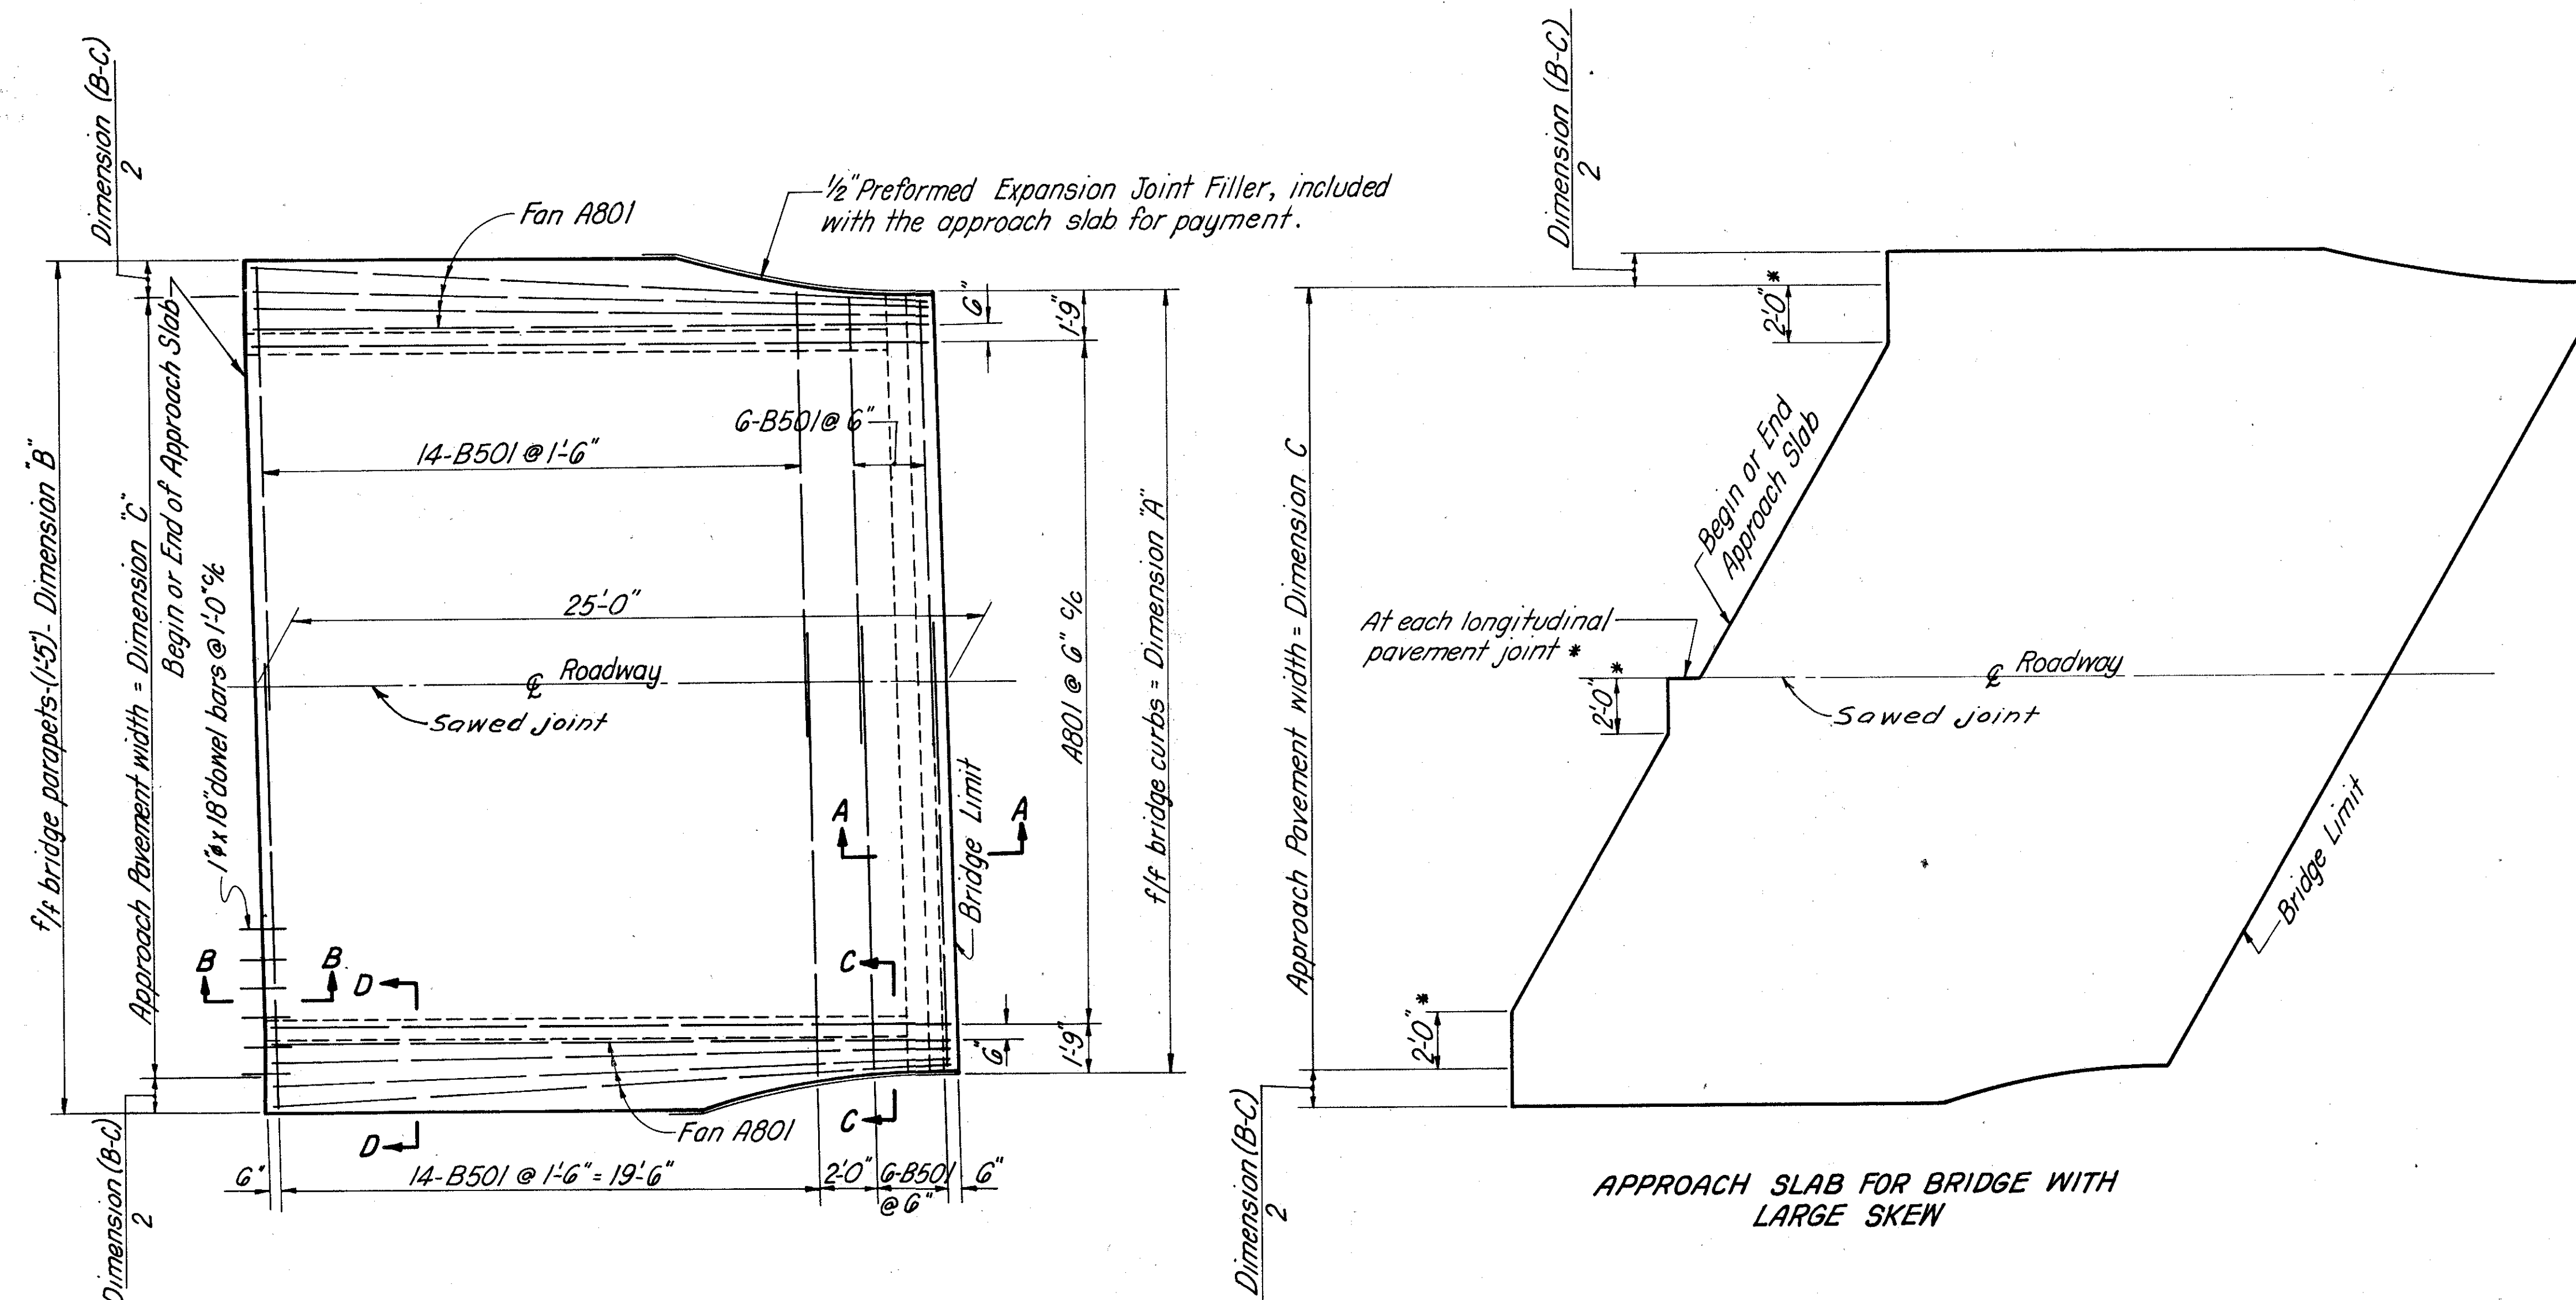 Dimension (B-C)
2
Fan A801
1/2" Preformed Expansion Joint Filler, included
with the approach slab for payment.
6"
1'-9"
f/f bridge parapets-(1'-5")- Dimension "B"
Approach Pavement width = Dimension "C"
Begin or End of Approach Slab
1"φ x 18" dowel bars @ 1'-0" c/c
14-B501 @ 1'-6"
6-B501 @ 6"
25'-0"
℄ Roadway
Sawed joint
A801 @ 6" c/c
f/f bridge curbs = Dimension "A"
Bridge Limit
A
A
B
B
C
C
D
D
6"
1'-9"
Fan A801
6"
14-B501 @ 1'-6" = 19'-6"
2'-0"
6-B501
@ 6"
6"
Dimension (B-C)
2
Dimension (B-C)
2
2'-0" *
Approach Pavement width = Dimension C
Begin or End
Approach Slab
At each longitudinal
pavement joint *
2'-0" *
℄ Roadway
Sawed joint
Bridge Limit
2'-0" *
Dimension (B-C)
2
APPROACH SLAB FOR BRIDGE WITH
LARGE SKEW